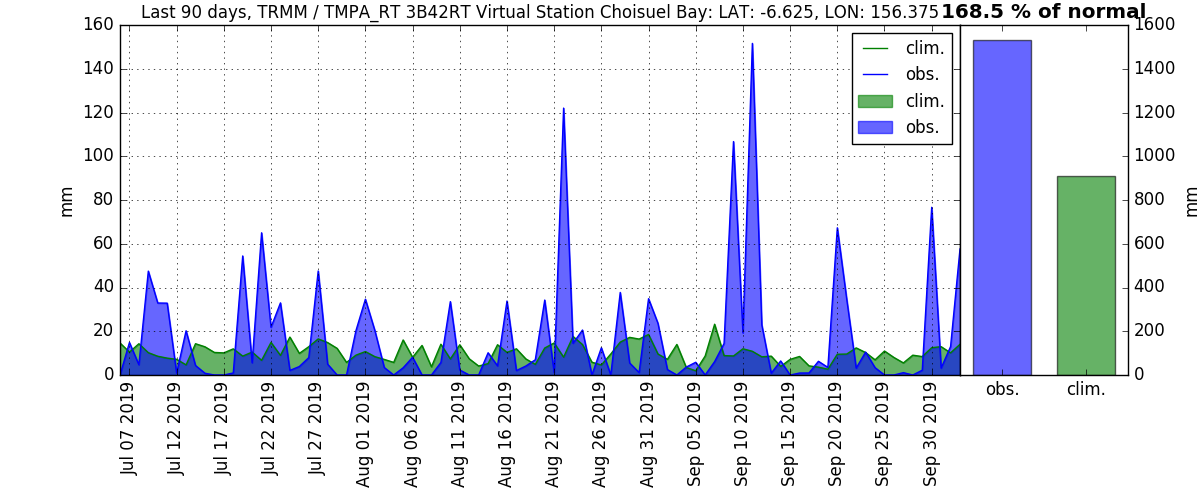 Last 90 days, TRMM / TMPA_RT 3B42RT Virtual Station Choisuel Bay: LAT: -6.625, LON: 156.375
168.5 % of normal
160
140
120
100
80
60
40
20
0
mm
clim.
obs.
clim.
obs.
1600
1400
1200
1000
800
600
400
200
0
mm
Jul 07 2019
Jul 12 2019
Jul 17 2019
Jul 22 2019
Jul 27 2019
Aug 01 2019
Aug 06 2019
Aug 11 2019
Aug 16 2019
Aug 21 2019
Aug 26 2019
Aug 31 2019
Sep 05 2019
Sep 10 2019
Sep 15 2019
Sep 20 2019
Sep 25 2019
Sep 30 2019
obs.
clim.